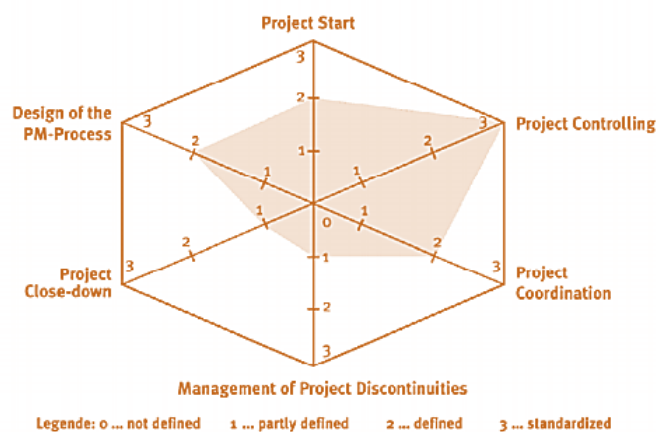 Project Start
3
Design of the
PM-Process
3
2
3
Project Controlling
2
2
1
1
1
1
0
1
2
1
2
Project
Close-down
3
3
Project
Coordination
2
3
Management of Project Discontinuities
Legende: 0 ... not defined 1 ... partly defined 2 ... defined 3 ... standardized